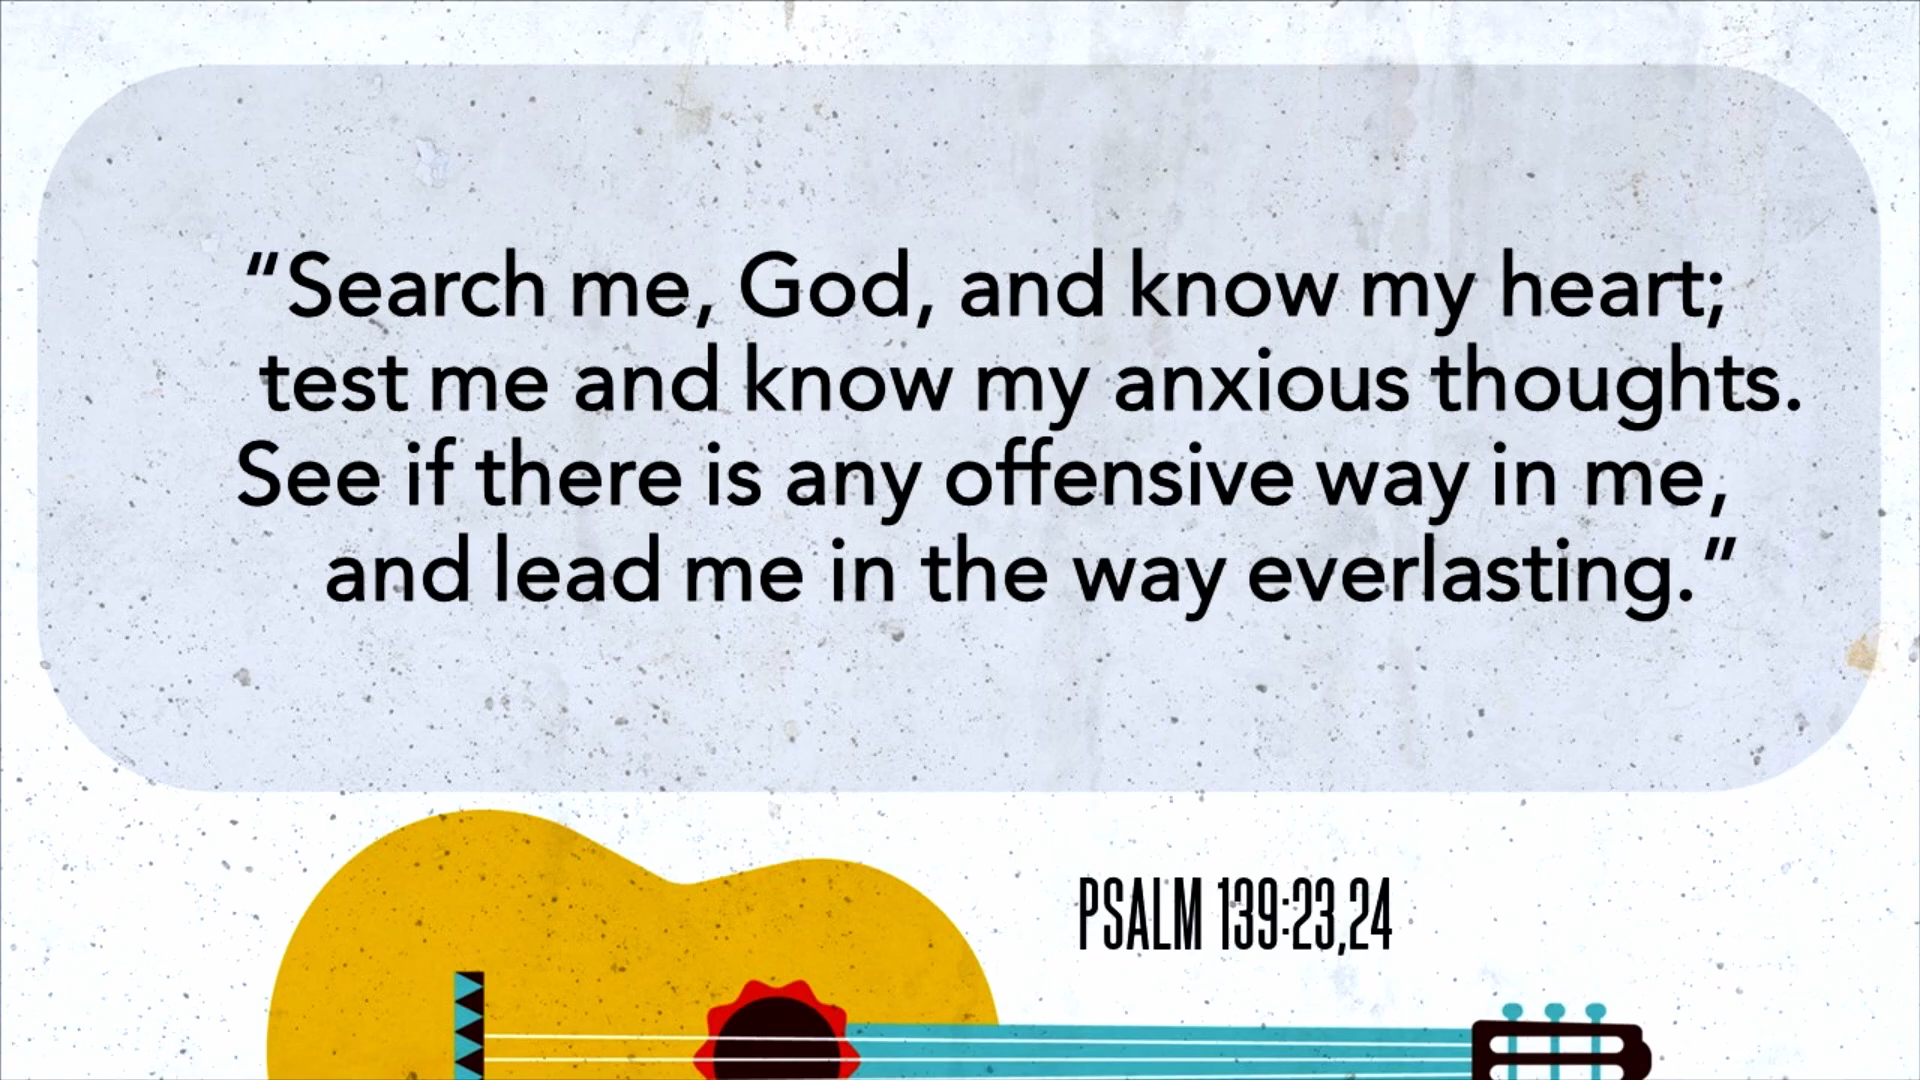 “Search me, God, and know my heart;
test me and know my anxious thoughts.
See if there is any offensive way in me,
and lead me in the way everlasting.”
PSALM 139:23,24